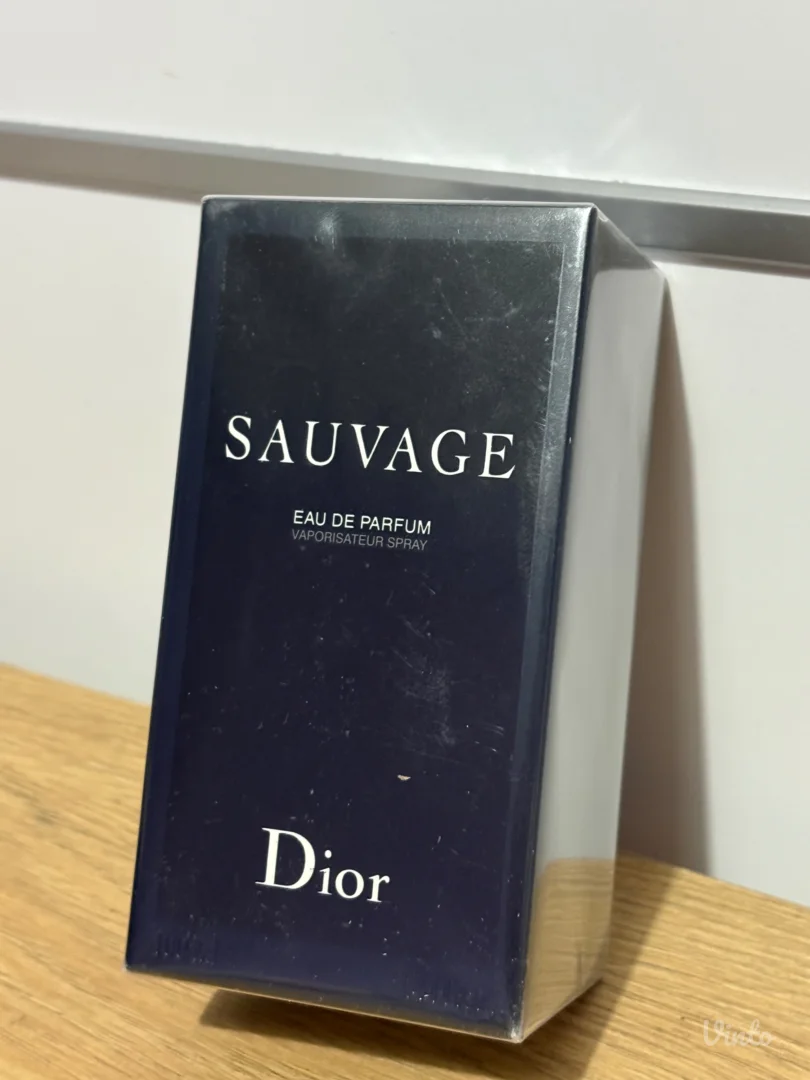 SAUVAGE
EAU DE PARFUM
VAPORISATEUR SPRAY
Dior